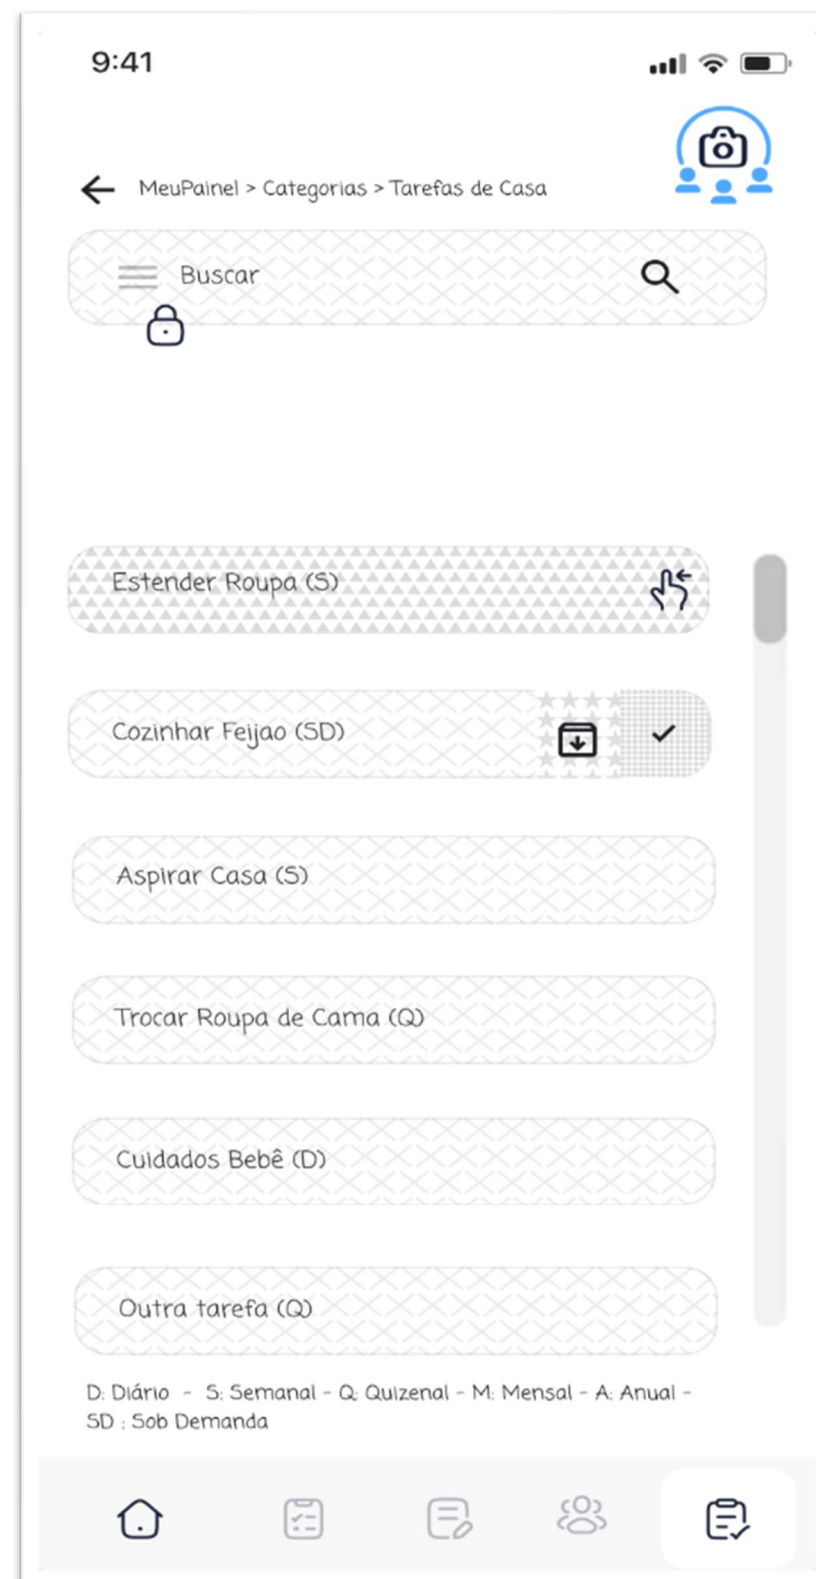 9:41
MeuPainel > Categorias > Tarefas de Casa
Buscar
Estender Roupa (S)
Cozinhar Feijao (SD)
Aspirar Casa (S)
Trocar Roupa de Cama (Q)
Cuidados Bebê (D)
Outra tarefa (Q)
D: Diário - S: Semanal - Q: Quizenal - M: Mensal - A: Anual -
SD : Sob Demanda